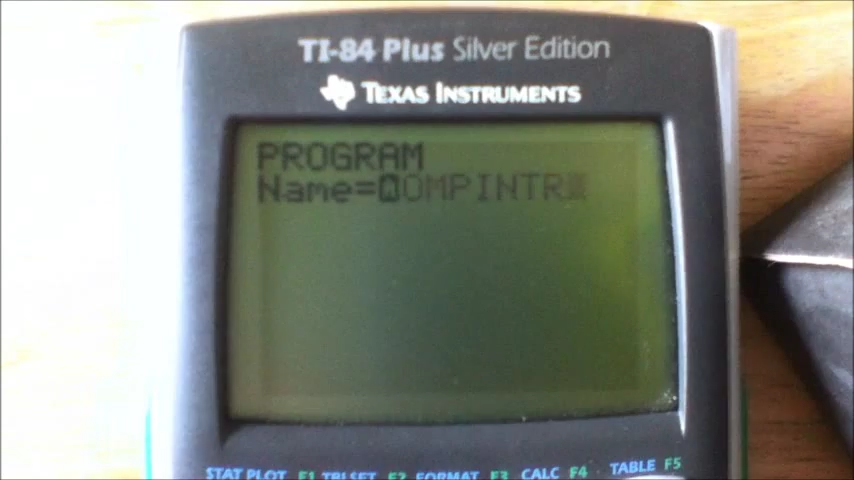 TI-84 Plus Silver Edition
TEXAS INSTRUMENTS
PROGRAM
Name=
STAT PLOT F1 TBLSET F2 FORMAT F3 CALC F4 TABLE F5